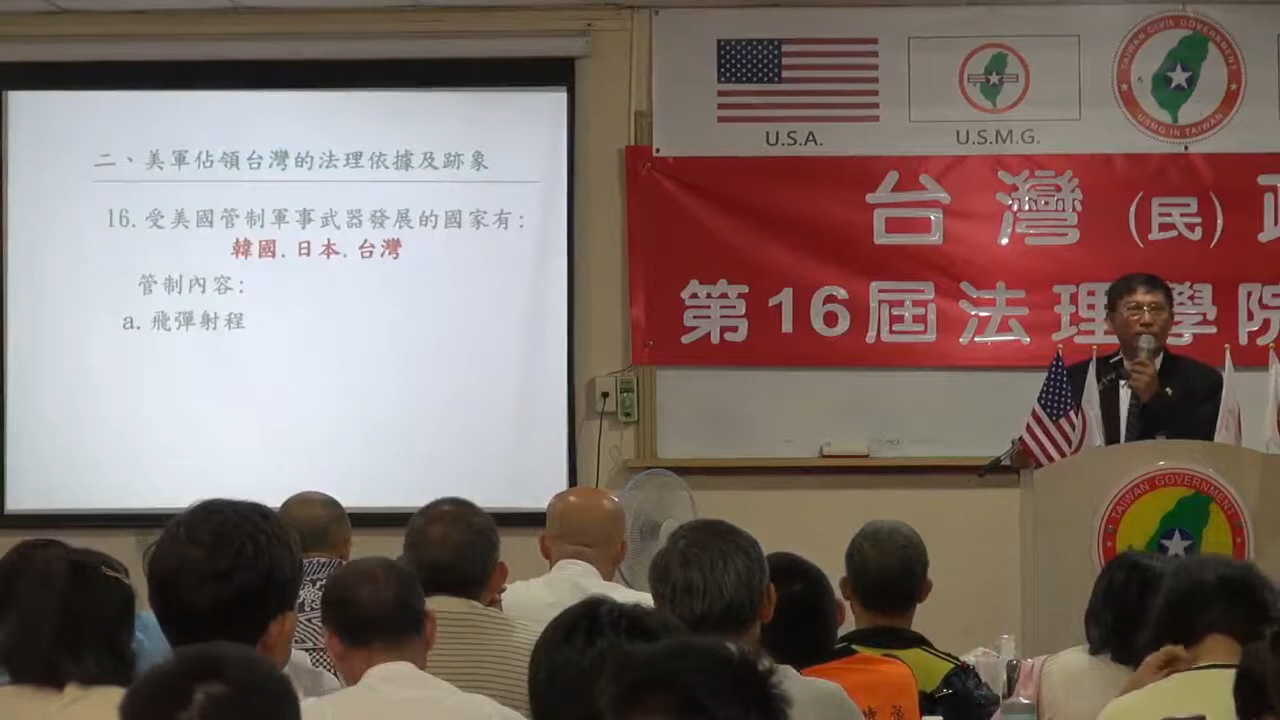 二、美軍佔領台灣的法理依據及跡象
16.受美國管制軍事武器發展的國家有:
韓國.日本.台灣
管制內容:
a.飛彈射程
U.S.A.
U.S.M.G.
TAIWAN CIVIL GOVERNMENT
USMG IN TAIWAN
台灣(民)政
第16屆法理學院
TAIWAN GOVERNMENT